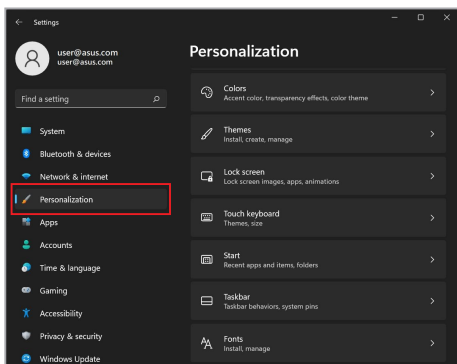 Settings
user@asus.com
user@asus.com
Find a setting
System
Bluetooth & devices
Network & internet
Personalization
Apps
Accounts
Time & language
Gaming
Accessibility
Privacy & security
Windows Update
Personalization
Colors
Accent color, transparency effects, color theme
Themes
Install, create, manage
Lock screen
Lock screen images, apps, animations
Touch keyboard
Themes, size
Start
Recent apps and items, folders
Taskbar
Taskbar behaviors, system pins
Fonts
Install, manage